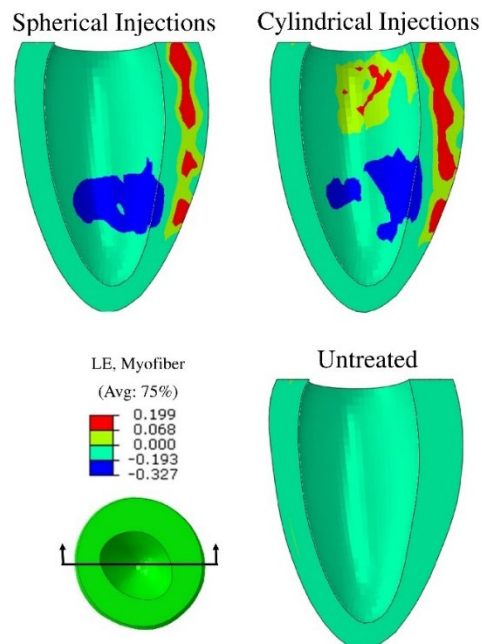 Spherical Injections
Cylindrical Injections
LE, Myofiber
(Avg: 75%)
0.199
0.068
0.000
-0.193
-0.327
Untreated